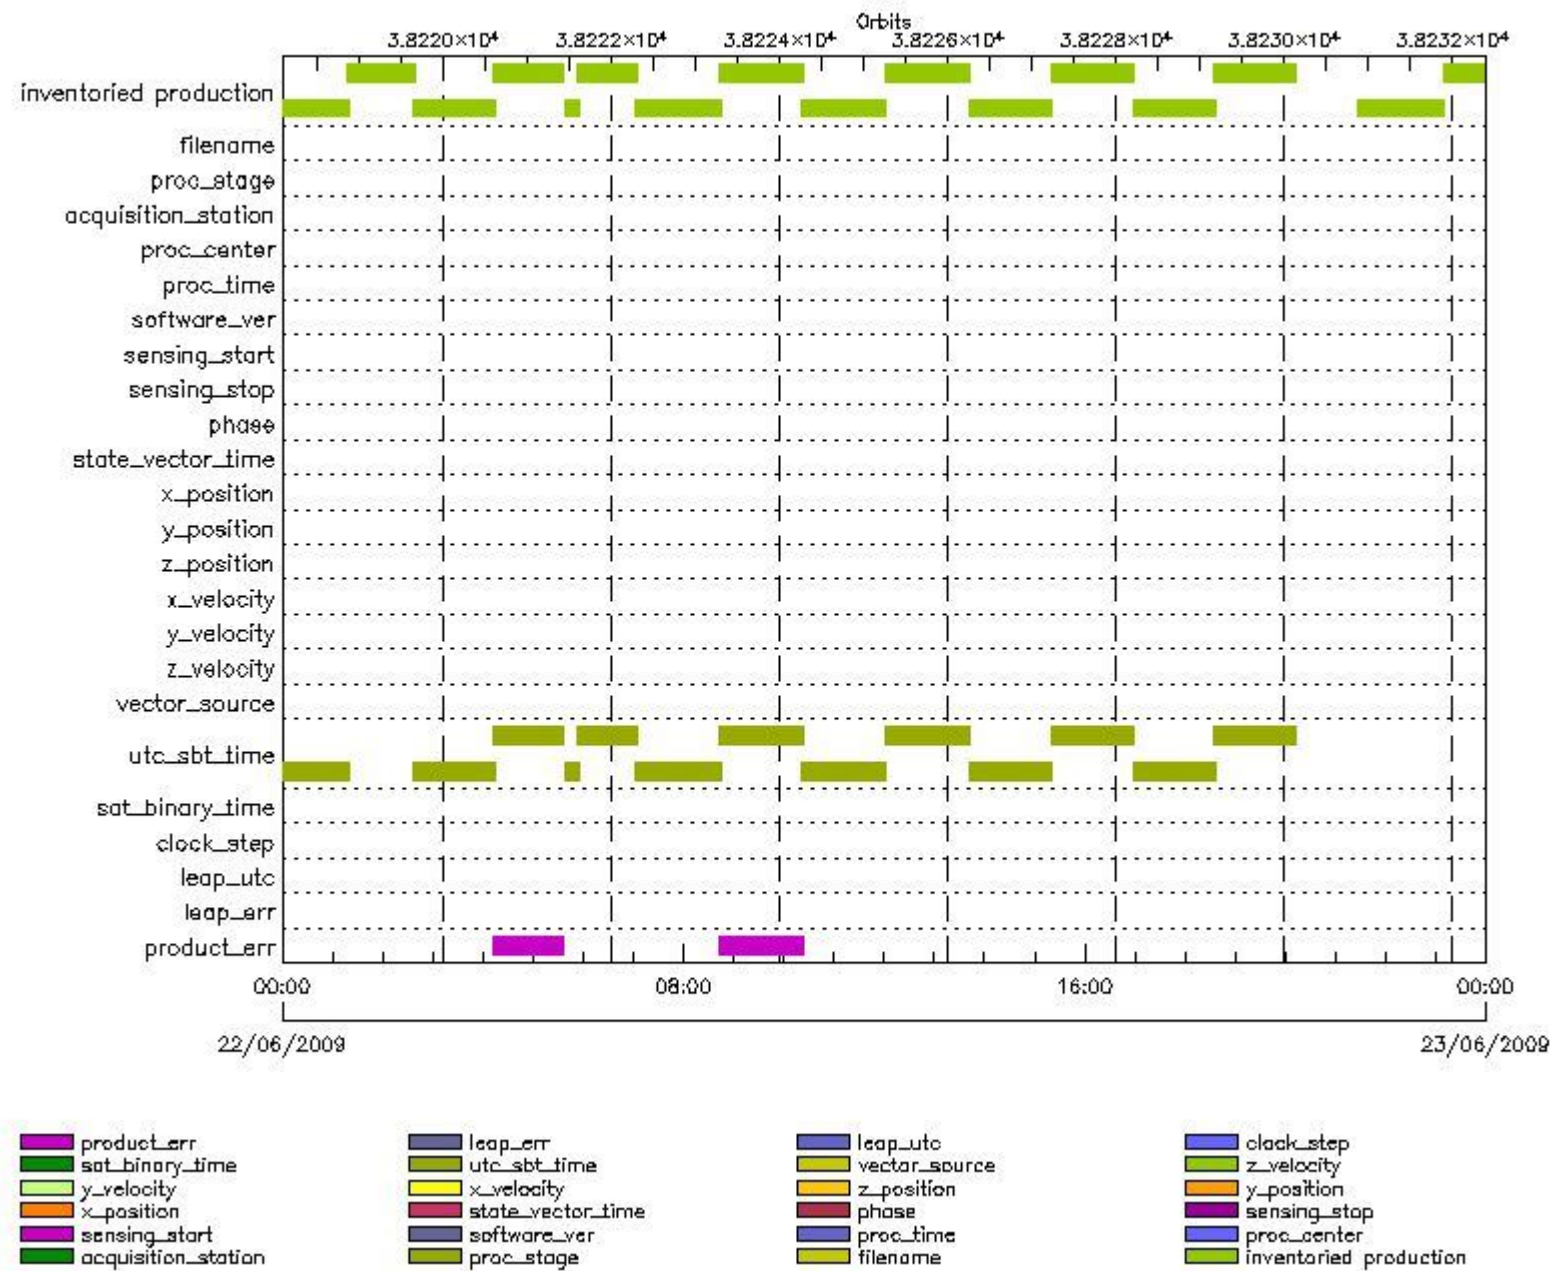 Orbits
3.8220×10⁴ 3.8222×10⁴ 3.8224×10⁴ 3.8226×10⁴ 3.8228×10⁴ 3.8230×10⁴ 3.8232×10⁴
inventoried production
filename
proc_stage
acquisition_station
proc_center
proc_time
software_ver
sensing_start
sensing_stop
phase
state_vector_time
x_position
y_position
z_position
x_velocity
y_velocity
z_velocity
vector_source
utc_sbt_time
sat_binary_time
clock_step
leap_utc
leap_err
product_err
00:00 08:00 16:00 00:00
22/06/2009 23/06/2009
product_err leap_err leap_utc clock_step
sat_binary_time utc_sbt_time vector_source z_velocity
y_velocity x_velocity z_position y_position
x_position state_vector_time phase sensing_stop
sensing_start software_ver proc_time proc_center
acquisition_station proc_stage filename inventoried production